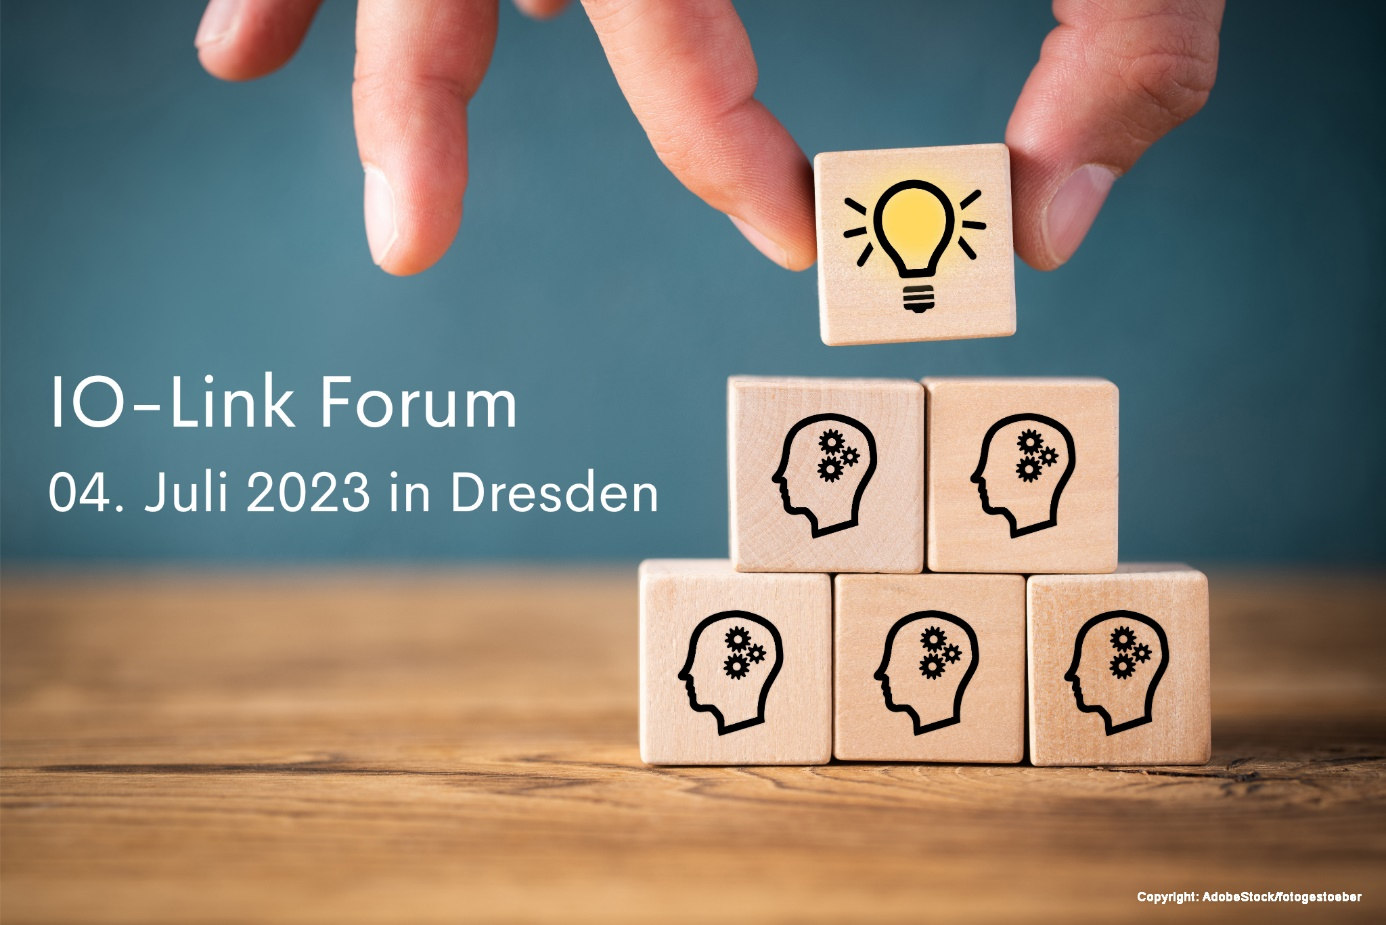 IO-Link Forum
04. Juli 2023 in Dresden
Copyright: AdobeStock/fotogestoeber